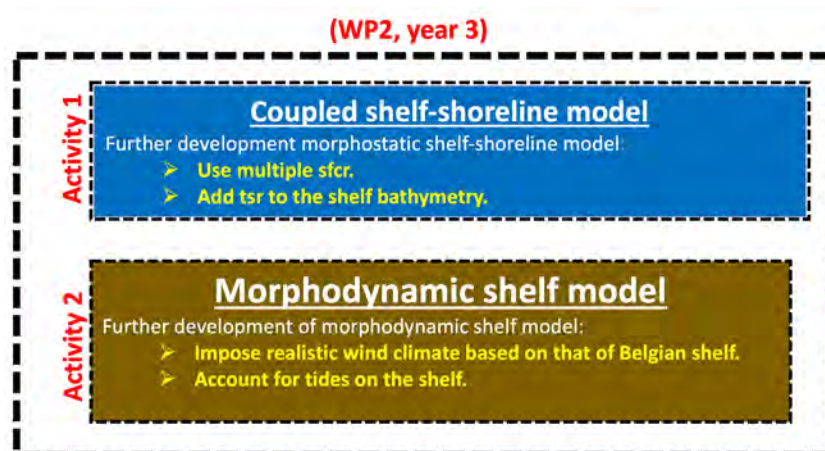 (WP2, year 3)
Activity 1
Coupled shelf-shoreline model
Further development morphostatic shelf-shoreline model:
➢ Use multiple sfcr.
➢ Add tsr to the shelf bathymetry.
Activity 2
Morphodynamic shelf model
Further development of morphodynamic shelf model:
➢ Impose realistic wind climate based on that of Belgian shelf.
➢ Account for tides on the shelf.